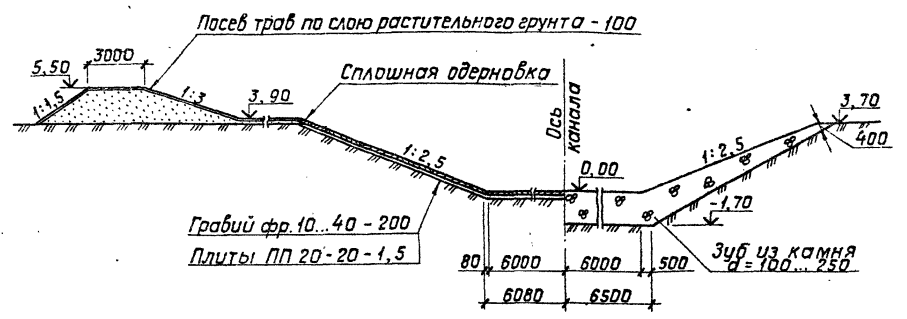 Посев трав по слою растительного грунта - 100
3000
5,50
Сплошная одерновка
1:1,5
1:3
3,90
Ось
канала
3,70
400
1:2,5
1:2,5
0,00
-1,70
Гравий фр. 10...40 - 200
Плиты ПП 20-20-1,5
Зуб из камня
d = 100... 250
80
6000
6000
500
6080
6500